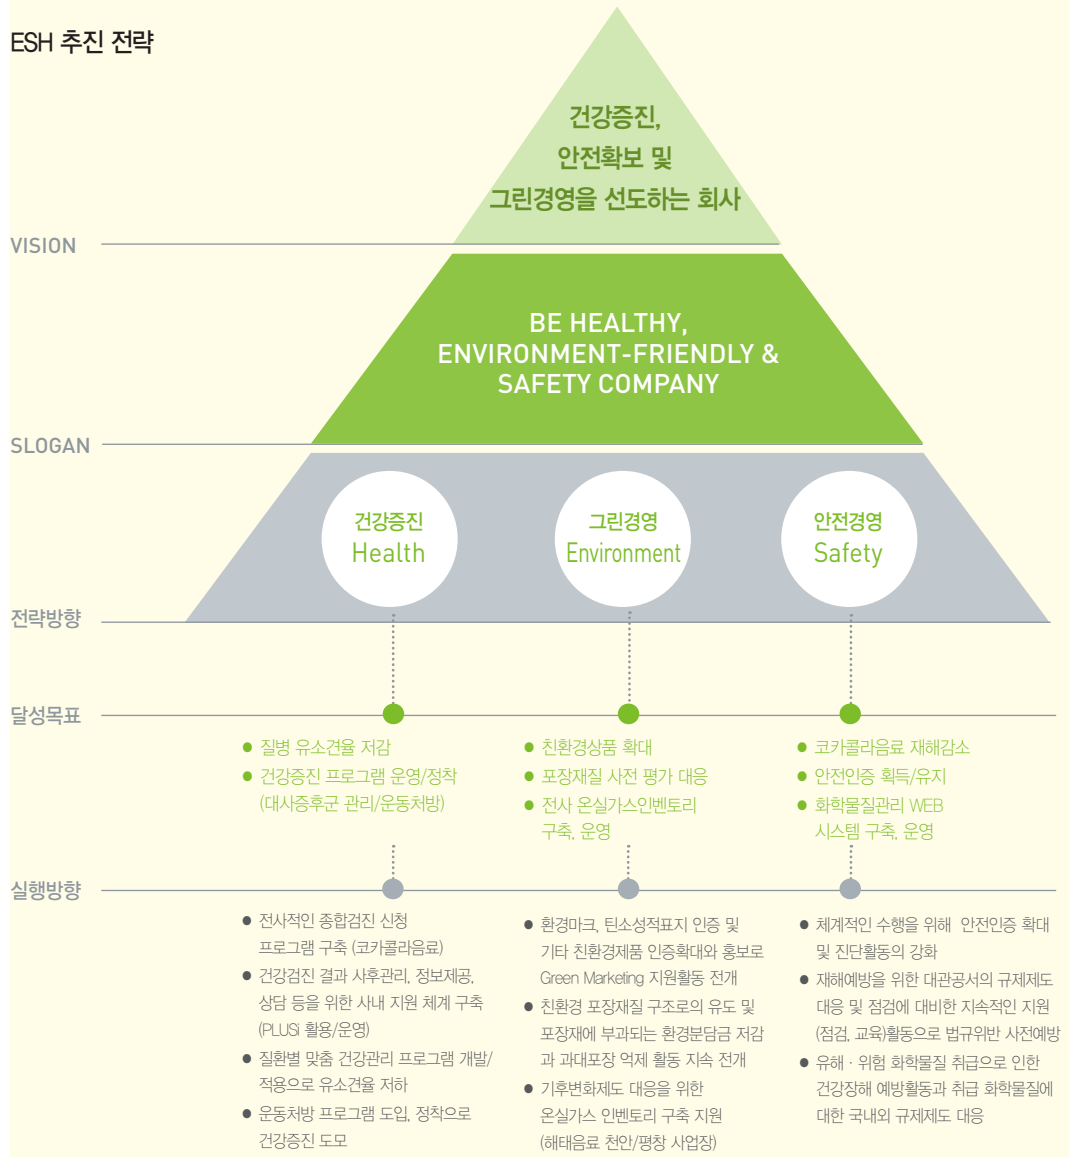 ESH 추진 전략
건강증진,
안전확보 및
그린경영을 선도하는 회사
VISION
BE HEALTHY,
ENVIRONMENT-FRIENDLY &
SAFETY COMPANY
SLOGAN
건강증진
Health
그린경영
Environment
안전경영
Safety
전략방향
달성목표
● 질병 유소견율 저감
● 건강증진 프로그램 운영/정착
(대사증후군 관리/운동처방)
● 친환경상품 확대
● 포장재질 사전 평가 대응
● 전사 온실가스인벤토리
구축, 운영
● 코카콜라음료 재해감소
● 안전인증 획득/유지
● 화학물질관리 WEB
시스템 구축, 운영
실행방향
● 전사적인 종합검진 신청
프로그램 구축 (코카콜라음료)
● 건강검진 결과 사후관리, 정보제공,
상담 등을 위한 사내 지원 체계 구축
(PLUSi 활용/운영)
● 질환별 맞춤 건강관리 프로그램 개발/
적용으로 유소견율 저하
● 운동처방 프로그램 도입, 정착으로
건강증진 도모
● 환경마크, 탄소성적표지 인증 및
기타 친환경제품 인증확대와 홍보로
Green Marketing 지원활동 전개
● 친환경 포장재질 구조로의 유도 및
포장재에 부과되는 환경분담금 저감
과 과대포장 억제 활동 지속 전개
● 기후변화제도 대응을 위한
온실가스 인벤토리 구축 지원
(해태음료 천안/평창 사업장)
● 체계적인 수행을 위해 안전인증 확대
및 진단활동의 강화
● 재해예방을 위한 대관공서의 규제제도
대응 및 점검에 대비한 지속적인 지원
(점검, 교육)활동으로 법규위반 사전예방
● 유해 · 위험 화학물질 취급으로 인한
건강장해 예방활동과 취급 화학물질에
대한 국내외 규제제도 대응